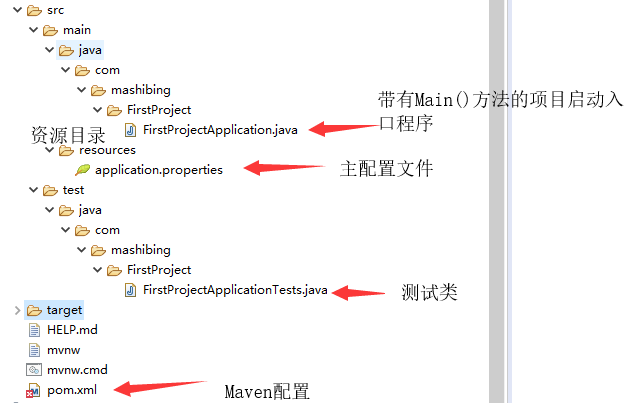 src
main
java
com
mashibing
FirstProject
带有Main()方法的项目启动入
口程序
FirstProjectApplication.java
资源目录
resources
application.properties
主配置文件
test
java
com
mashibing
FirstProject
FirstProjectApplicationTests.java
测试类
target
HELP.md
mvnw
mvnw.cmd
pom.xml
Maven配置